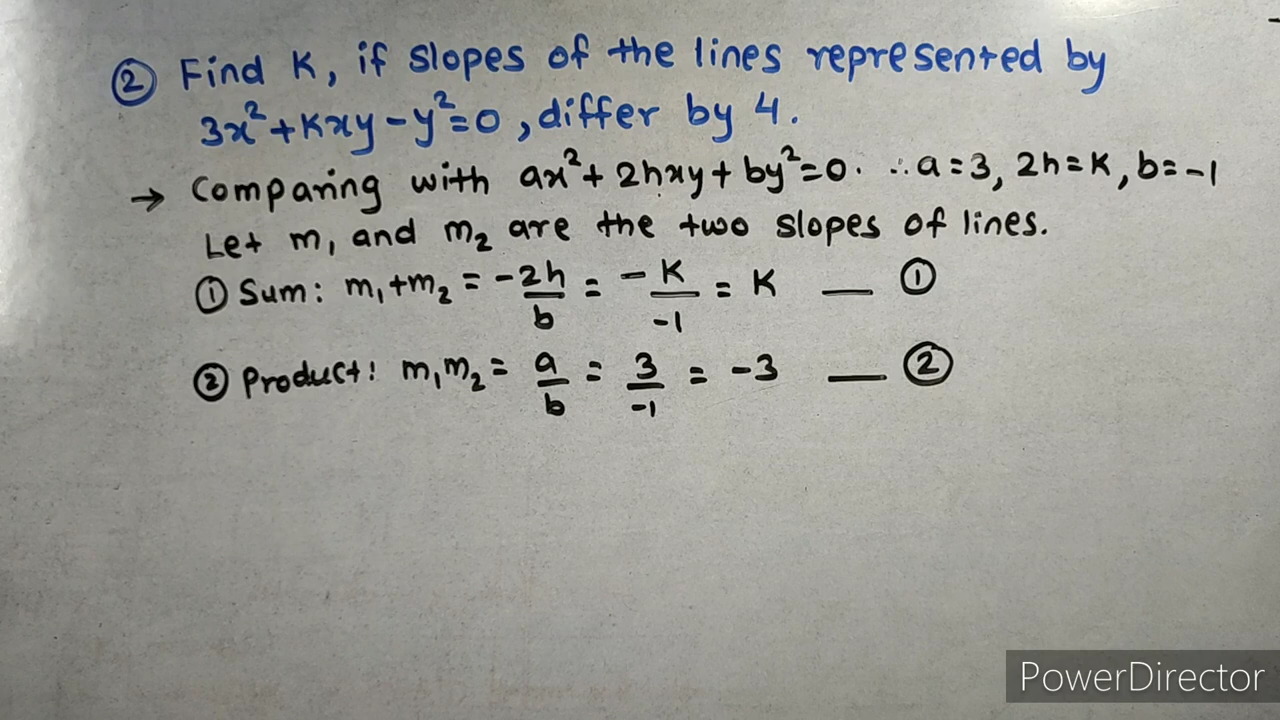 ② Find K, if slopes of the lines represented by
3x²+Kxy-y²=0, differ by 4.
→ Comparing with ax²+2hxy+by²=0. ∴a=3, 2h=K, b=-1
Let m₁ and m₂ are the two slopes of lines.
① Sum: m₁+m₂ = -2h/b = -K/-1 = K — ①
② Product: m₁m₂ = a/b = 3/-1 = -3 — ②
PowerDirector